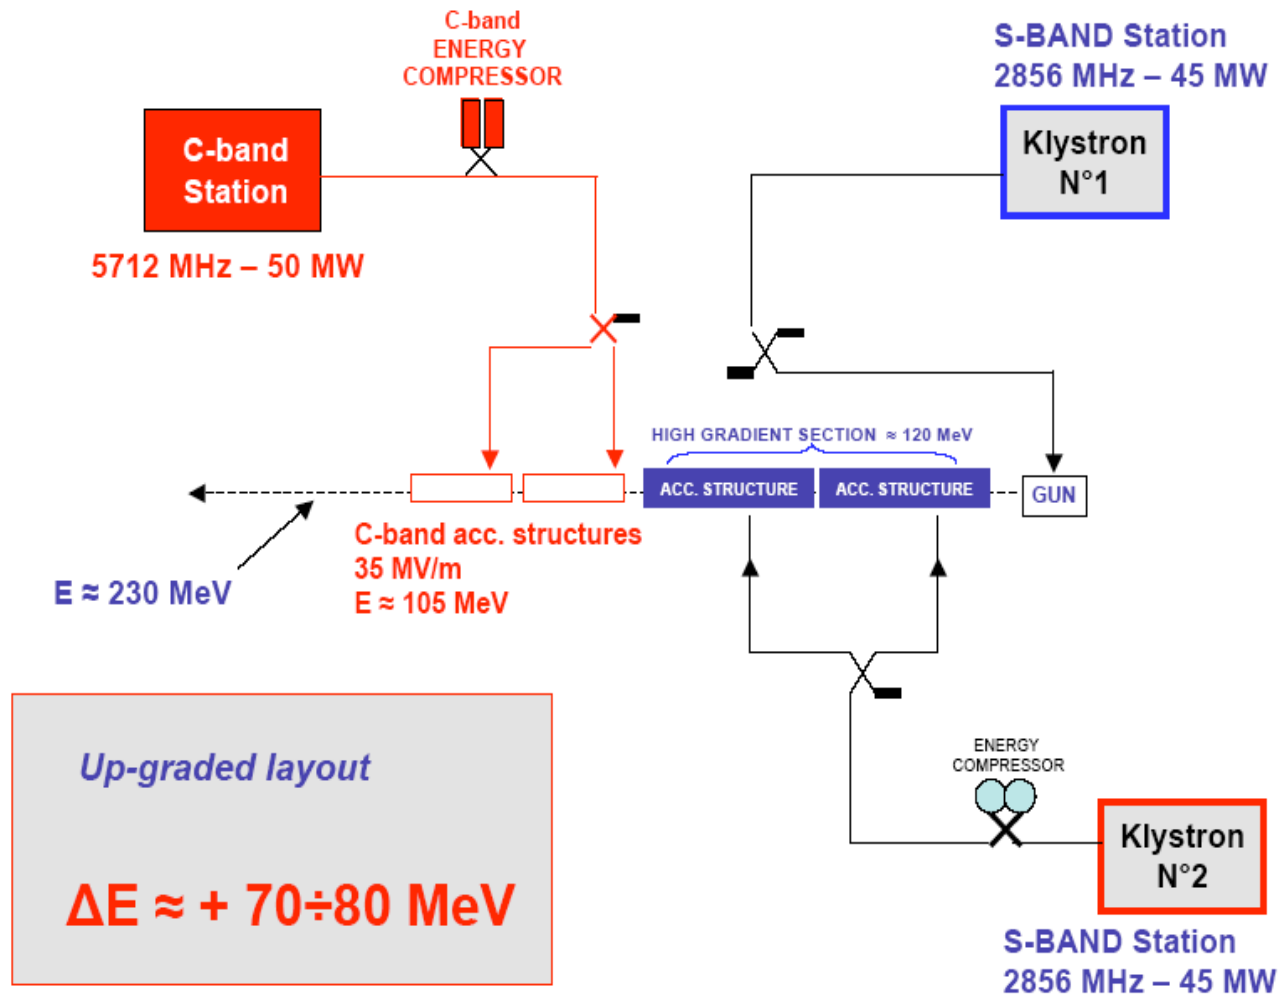 C-band
ENERGY
COMPRESSOR
S-BAND Station
2856 MHz – 45 MW
C-band
Station
Klystron
N°1
5712 MHz – 50 MW
HIGH GRADIENT SECTION ≈ 120 MeV
ACC. STRUCTURE
ACC. STRUCTURE
GUN
C-band acc. structures
35 MV/m
E ≈ 105 MeV
E ≈ 230 MeV
Up-graded layout
ΔE ≈ + 70÷80 MeV
ENERGY
COMPRESSOR
Klystron
N°2
S-BAND Station
2856 MHz – 45 MW